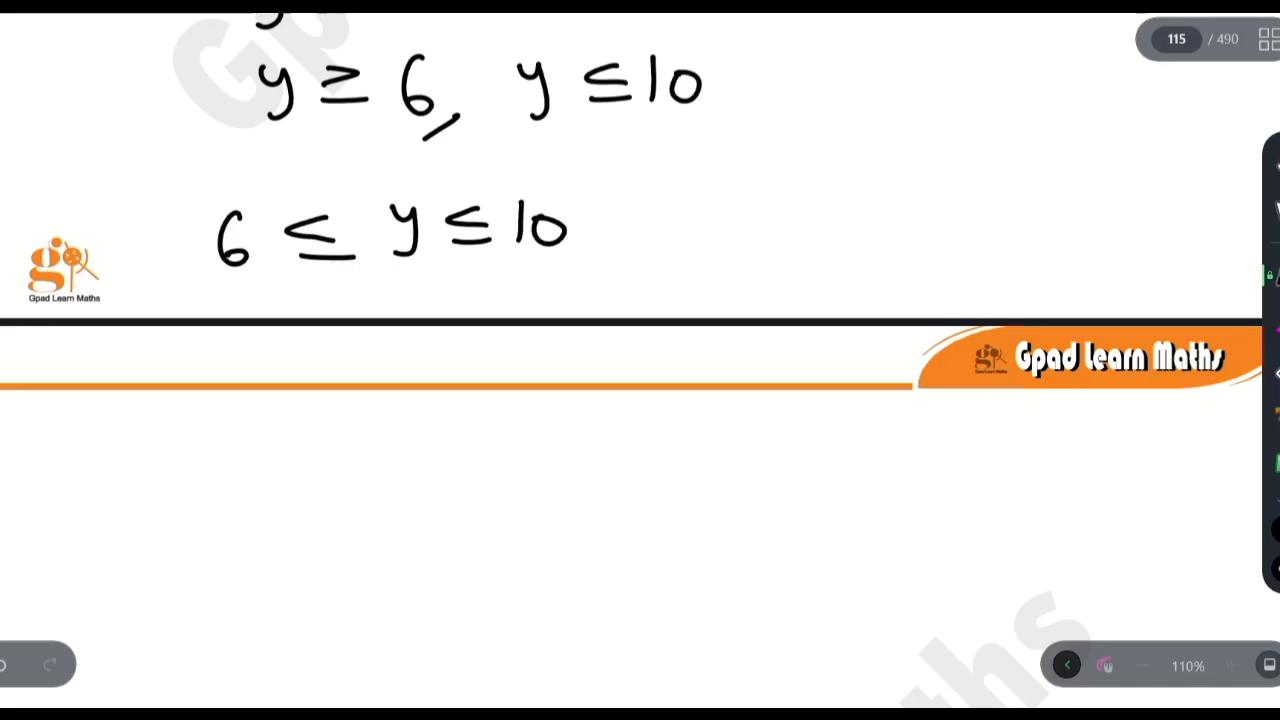 115 / 490
y ≥ 6, y ≤ 10
6 ≤ y ≤ 10
Gpad Learn Maths
Gpad Learn Maths
110%